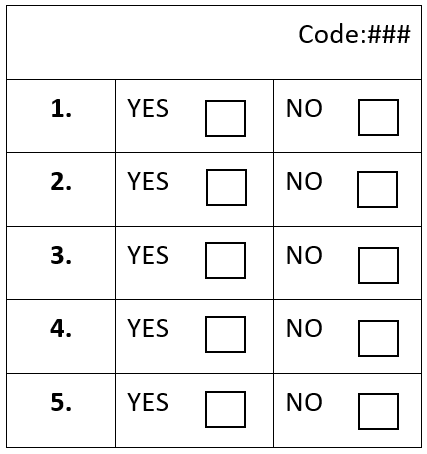 Code:###
1. YES NO
2. YES NO
3. YES NO
4. YES NO
5. YES NO